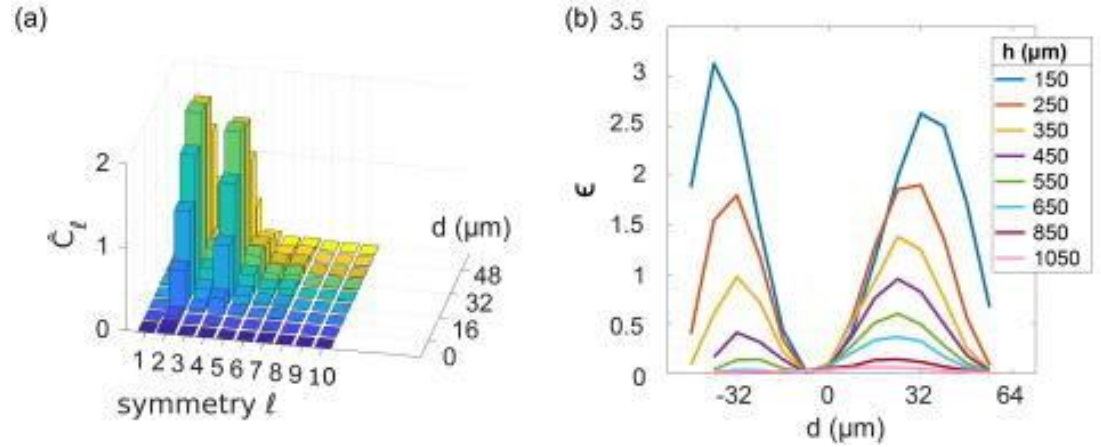 (a)
2
1
0
Ĉℓ
d (μm)
48
32
16
0
1 2 3 4 5 6 7 8 9 10
symmetry ℓ
(b)
3.5
3
2.5
2
1.5
1
0.5
0
ϵ
-32 0 32 64
d (μm)
h (μm)
150
250
350
450
550
650
850
1050